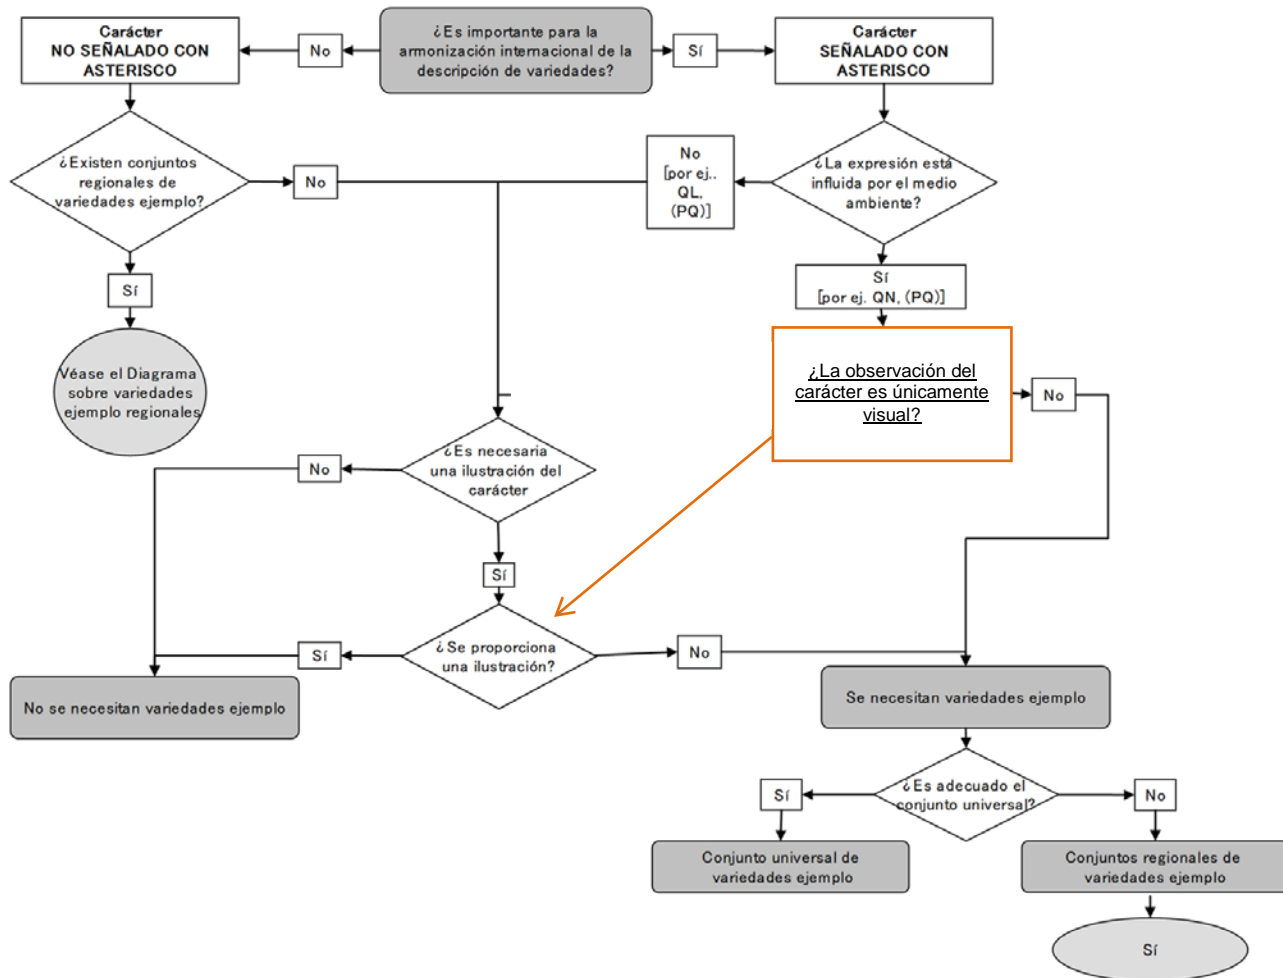 Carácter
NO SEÑALADO CON
ASTERISCO
No
¿Es importante para la
armonización internacional de la
descripción de variedades?
Sí
Carácter
SEÑALADO CON
ASTERISCO
¿Existen conjuntos
regionales de
variedades ejemplo?
No
No
[por ej..
QL,
(PQ)]
¿La expresión está
influida por el medio
ambiente?
Sí
Sí
[por ej. QN, (PQ)]
Véase el Diagrama
sobre variedades
ejemplo regionales
¿La observación del
carácter es únicamente
visual?
No
No
¿Es necesaria
una ilustración del
carácter
Sí
Sí
¿Se proporciona
una ilustración?
No
No se necesitan variedades ejemplo
Se necesitan variedades ejemplo
Sí
¿Es adecuado el
conjunto universal?
No
Conjunto universal de
variedades ejemplo
Conjuntos regionales de
variedades ejemplo
Sí